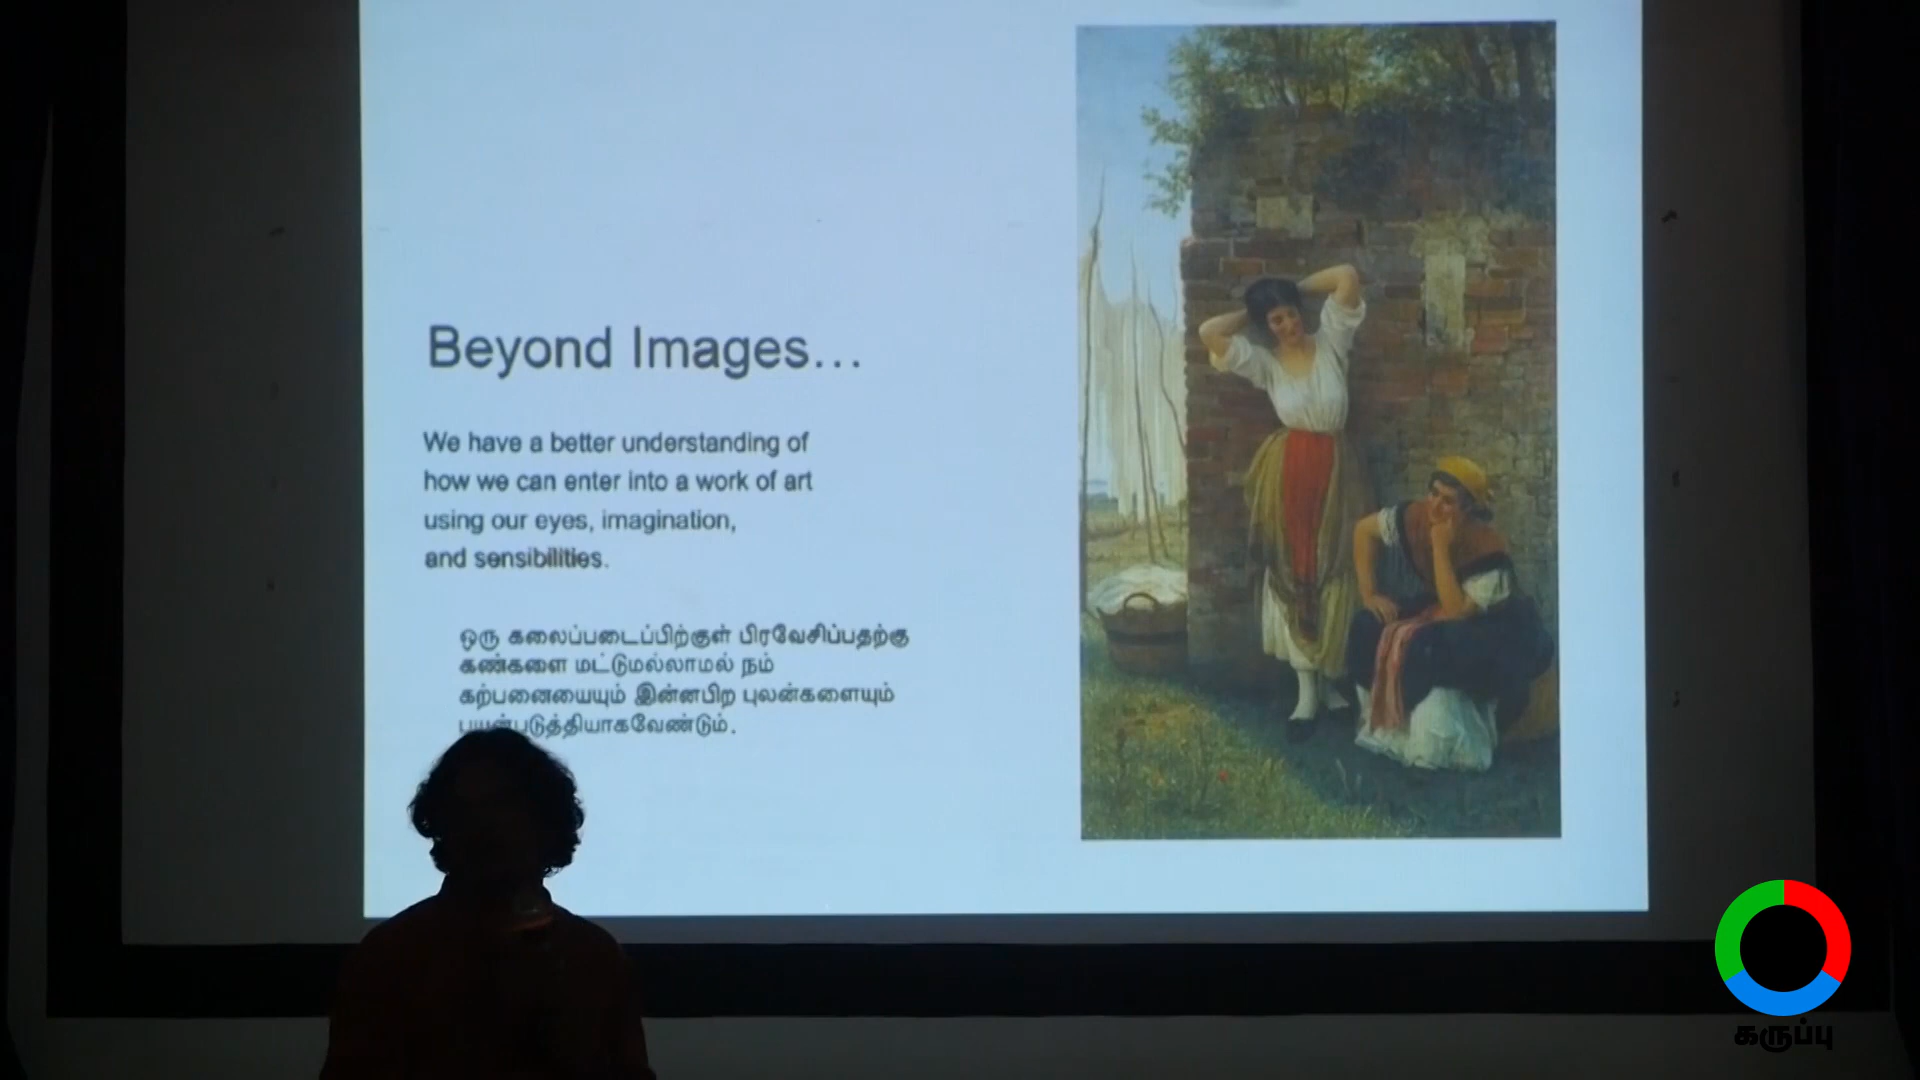 Beyond Images...
We have a better understanding of
how we can enter into a work of art
using our eyes, imagination,
and sensibilities.
ஒரு கலைப்படைப்பிற்குள் பிரவேசிப்பதற்கு
கண்களை மட்டுமல்லாமல் நம்
கற்பனையையும் இன்னபிற புலன்களையும்
பயன்படுத்தியாகவேண்டும்.
கருப்பு